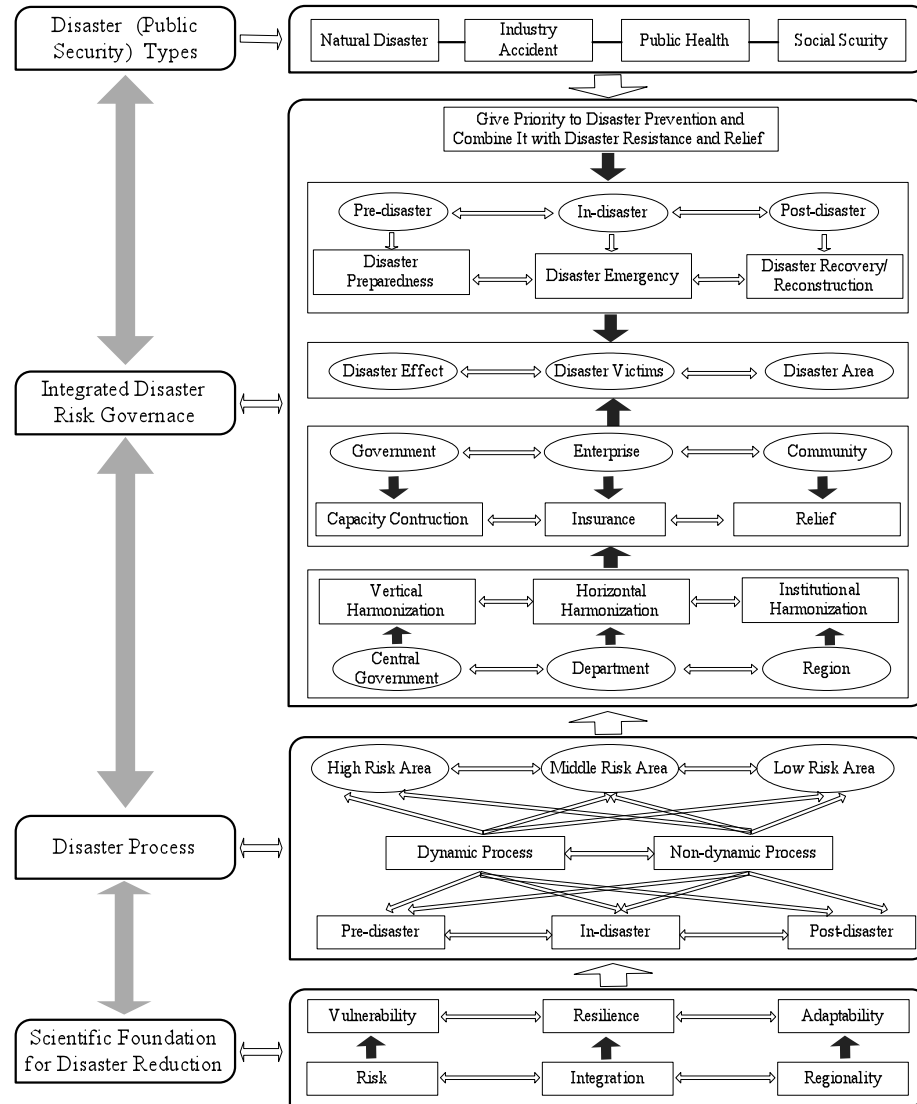 Disaster (Public
Security) Types
Natural Disaster
Industry
Accident
Public Health
Social Scurity
Give Priority to Disaster Prevention and
Combine It with Disaster Resistance and Relief
Pre-disaster
In-disaster
Post-disaster
Disaster
Preparedness
Disaster Emergency
Disaster Recovery/
Reconstruction
Integrated Disaster
Risk Governace
Disaster Effect
Disaster Victims
Disaster Area
Government
Enterprise
Community
Capacity Contruction
Insurance
Relief
Vertical
Harmonization
Horizontal
Harmonization
Institutional
Harmonization
Central
Government
Department
Region
High Risk Area
Middle Risk Area
Low Risk Area
Disaster Process
Dynamic Process
Non-dynamic Process
Pre-disaster
In-disaster
Post-disaster
Scientific Foundation
for Disaster Reduction
Vulnerability
Resilience
Adaptability
Risk
Integration
Regionality